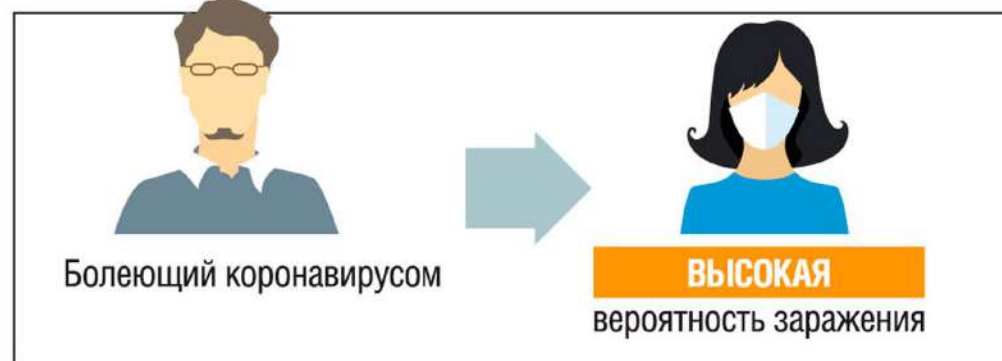 Болеющий коронавирусом
ВЫСОКАЯ
вероятность заражения